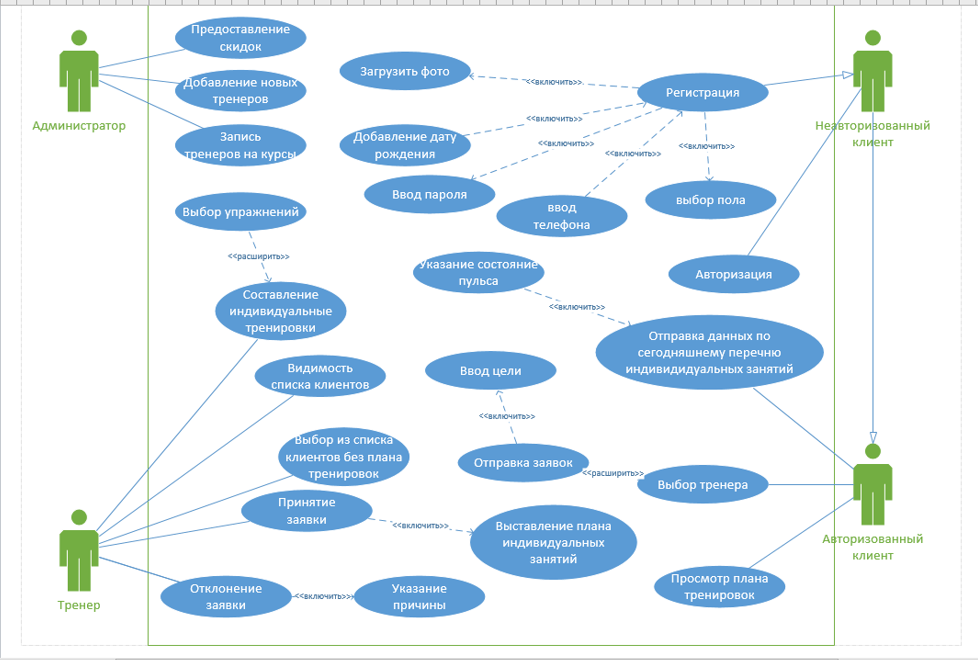 Предоставление
скидок
Администратор
Добавление новых
тренеров
Запись
тренеров на курсы
Загрузить фото
<<включить>>
Регистрация
Неавторизованный
клиент
<<включить>>
Добавление дату
рождения
<<включить>>
<<включить>>
<<включить>>
Ввод пароля
ввод
телефона
выбор пола
Выбор упражнений
<<расширить>>
Указание состояние
пульса
Авторизация
Составление
индивидуальные
тренировки
<<включить>>
Отправка данных по
сегодняшнему перечню
индивидидуальных занятий
Видимость
списка клиентов
Ввод цели
<<включить>>
Выбор из списка
клиентов без плана
тренировок
Отправка заявок
<<расширить>>
Выбор тренера
Принятие
заявки
<<включить>>
Выставление плана
индивидуальных
занятий
Авторизованный
клиент
Тренер
Отклонение
заявки
<<включить>>
Указание
причины
Просмотр плана
тренировок